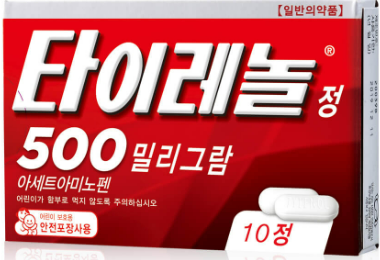 [일반의약품]
타이레놀® 정
500 밀리그람
아세트아미노펜
어린이가 함부로 먹지 않도록 주의하십시오
어린이 보호용
안전포장사용
10정